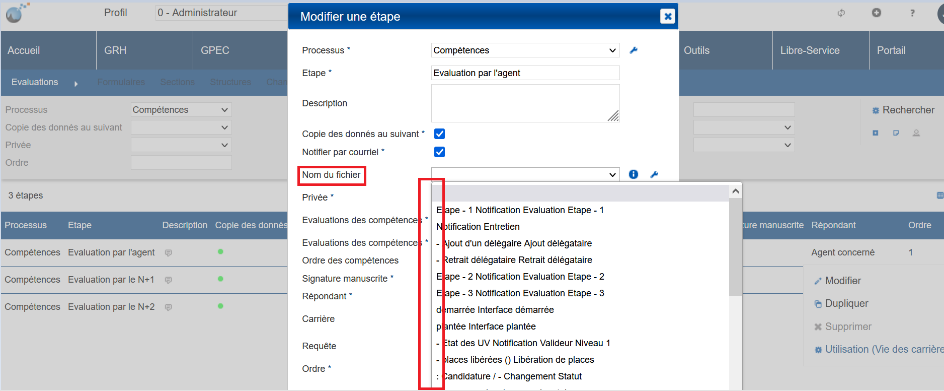 Profil 0 - Administrateur
Modifier une étape
?
Accueil GRH GPEC Outils Libre-Service Portail
Evaluations Formulaires Sections Structures
Processus Compétences
Copie des donnés au suivant
Privée
Ordre
Rechercher
3 étapes
Processus Etape Description Copie des donnés
manuscrite Répondant Ordre
Compétences Evaluation par l'agent Agent concerné 1
Compétences Evaluation par le N+1
Compétences Evaluation par le N+2
Modifier
Dupliquer
Supprimer
Utilisation (Vie des carrière
Processus * Compétences
Etape * Evaluation par l'agent
Description
Copie des donnés au suivant *
Notifier par courriel *
Nom du fichier
Privée *
Evaluations des compétences *
Evaluations des compétences *
Ordre des compétences
Signature manuscrite *
Répondant *
Carrière
Requête
Ordre *
Etape - 1 Notification Evaluation Etape - 1
Notification Entretien
- Ajout d'un délégaire Ajout délégataire
- Retrait délégataire Retrait délégataire
Etape - 2 Notification Evaluation Etape - 2
Etape - 3 Notification Evaluation Etape - 3
démarrée Interface démarrée
plantée Interface plantée
- Etat des UV Notification Valideur Niveau 1
- places libérées () Libération de places
: Candidature / - Changement Statut